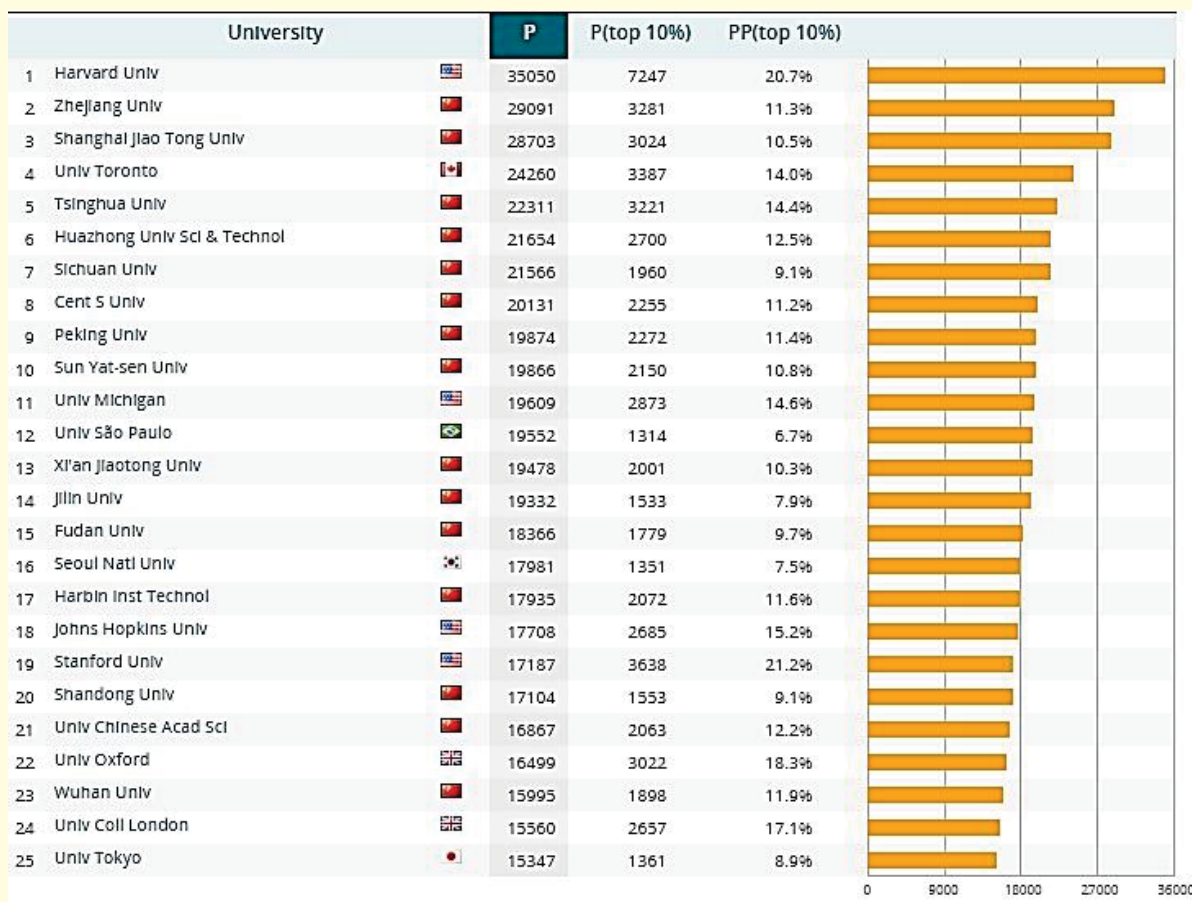 University P P(top 10%) PP(top 10%)
1 Harvard Univ 35050 7247 20.7%
2 Zhejiang Univ 29091 3281 11.3%
3 Shanghai Jiao Tong Univ 28703 3024 10.5%
4 Univ Toronto 24260 3387 14.0%
5 Tsinghua Univ 22311 3221 14.4%
6 Huazhong Univ Sci & Technol 21654 2700 12.5%
7 Sichuan Univ 21566 1960 9.1%
8 Cent S Univ 20131 2255 11.2%
9 Peking Univ 19874 2272 11.4%
10 Sun Yat-sen Univ 19866 2150 10.8%
11 Univ Michigan 19609 2873 14.6%
12 Univ São Paulo 19552 1314 6.7%
13 Xi'an Jiaotong Univ 19478 2001 10.3%
14 Jilin Univ 19332 1533 7.9%
15 Fudan Univ 18366 1779 9.7%
16 Seoul Natl Univ 17981 1351 7.5%
17 Harbin Inst Technol 17935 2072 11.6%
18 Johns Hopkins Univ 17708 2685 15.2%
19 Stanford Univ 17187 3638 21.2%
20 Shandong Univ 17104 1553 9.1%
21 Univ Chinese Acad Sci 16867 2063 12.2%
22 Univ Oxford 16499 3022 18.3%
23 Wuhan Univ 15995 1898 11.9%
24 Univ Coll London 15560 2657 17.1%
25 Univ Tokyo 15347 1361 8.9%
0 9000 18000 27000 36000